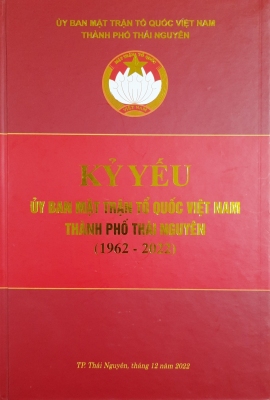 ỦY BAN MẶT TRẬN TỔ QUỐC VIỆT NAM
THÀNH PHỐ THÁI NGUYÊN
KỶ YẾU
ỦY BAN MẶT TRẬN TỔ QUỐC VIỆT NAM
THÀNH PHỐ THÁI NGUYÊN
(1962 - 2022)
TP. Thái Nguyên, tháng 12 năm 2022